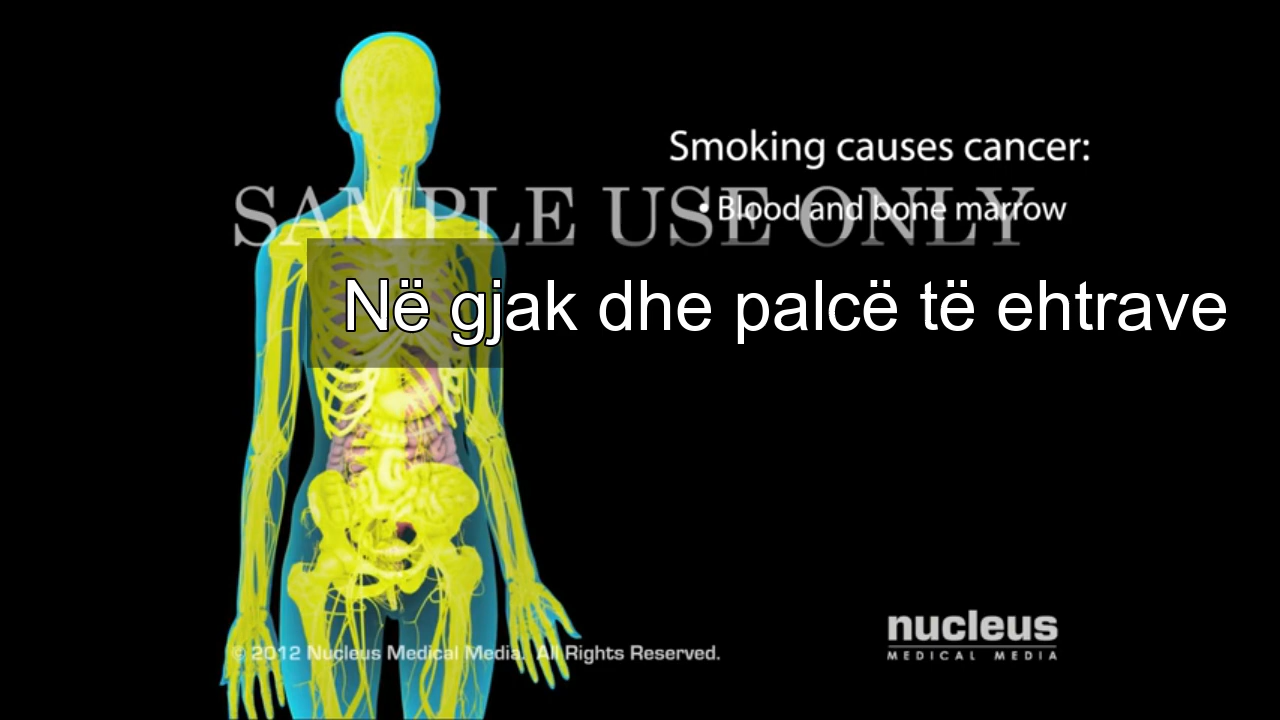 Smoking causes cancer:
SAMPLE USE ONLY
• Blood and bone marrow
Në gjak dhe palcë të ehtrave
© 2012 Nucleus Medical Media. All Rights Reserved.
nucleus
MEDICAL MEDIA